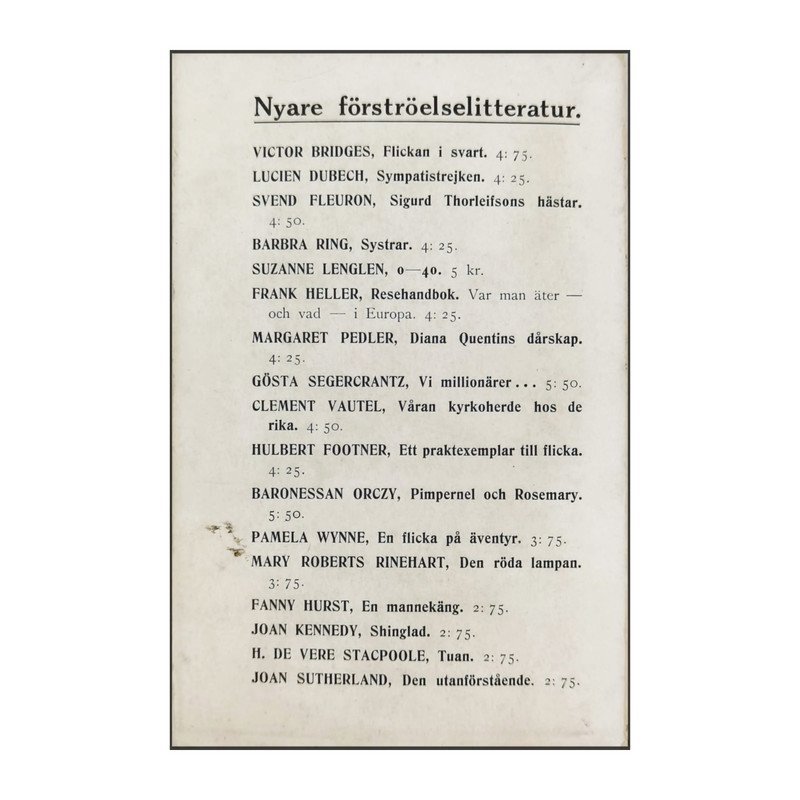 Nyare förströelselitteratur.
VICTOR BRIDGES, Flickan i svart. 4: 75.
LUCIEN DUBECH, Sympatistrejken. 4: 25.
SVEND FLEURON, Sigurd Thorleifsons hästar.
4: 50.
BARBRA RING, Systrar. 4: 25.
SUZANNE LENGLEN, 0—40. 5 kr.
FRANK HELLER, Resehandbok. Var man äter —
och vad — i Europa. 4: 25.
MARGARET PEDLER, Diana Quentins dårskap.
4: 25.
GÖSTA SEGERCRANTZ, Vi millionärer... 5: 50.
CLEMENT VAUTEL, Våran kyrkoherde hos de
rika. 4: 50.
HULBERT FOOTNER, Ett praktexemplar till flicka.
4: 25.
BARONESSAN ORCZY, Pimpernel och Rosemary.
5: 50.
PAMELA WYNNE, En flicka på äventyr. 3: 75.
MARY ROBERTS RINEHART, Den röda lampan.
3: 75.
FANNY HURST, En mannekäng. 2: 75.
JOAN KENNEDY, Shinglad. 2: 75.
H. DE VERE STACPOOLE, Tuan. 2: 75.
JOAN SUTHERLAND, Den utanförstående. 2: 75.